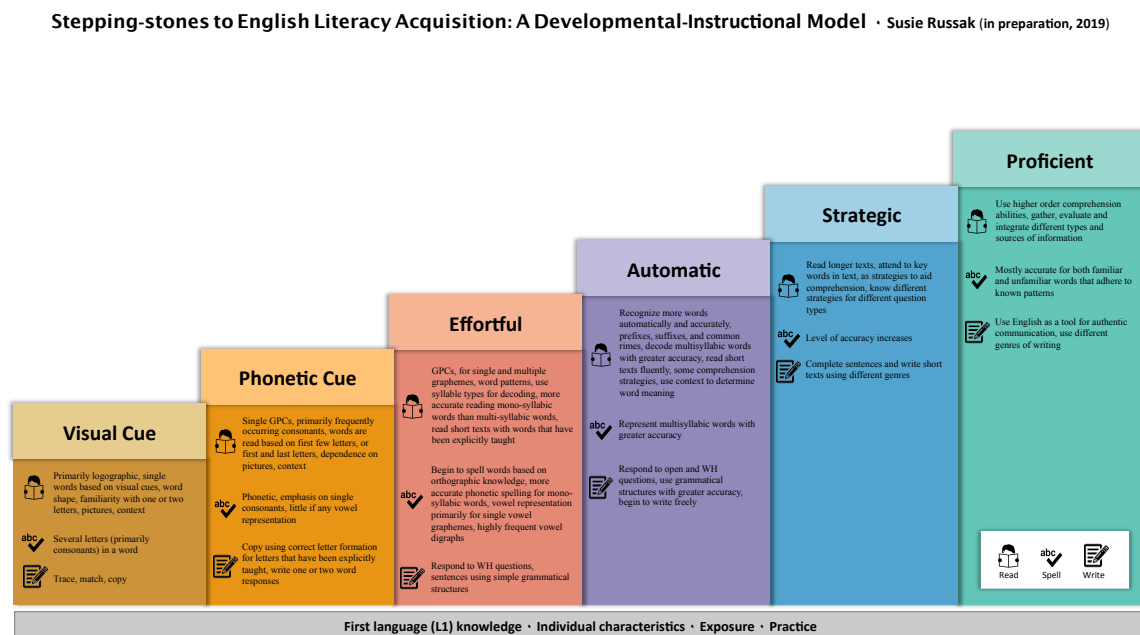 Stepping-stones to English Literacy Acquisition: A Developmental-Instructional Model · Susie Russak (in preparation, 2019)
Visual Cue
Primarily logographic, single
words based on visual cues, word
shape, familiarity with one or two
letters, pictures, context
abc
Several letters (primarily
consonants) in a word
Trace, match, copy
Phonetic Cue
Single GPCs, primarily frequently
occurring consonants, words are
read based on first few letters, or
first and last letters, dependence on
pictures, context
abc
Phonetic, emphasis on single
consonants, little if any vowel
representation
Copy using correct letter formation
for letters that have been explicitly
taught, write one or two word
responses
Effortful
GPCs, for single and multiple
graphemes, word patterns, use
syllable types for decoding, more
accurate reading mono-syllabic
words than multi-syllabic words,
read short texts with words that have
been explicitly taught
abc
Begin to spell words based on
orthographic knowledge, more
accurate phonetic spelling for mono-
syllabic words, vowel representation
primarily for single vowel
graphemes, highly frequent vowel
digraphs
Respond to WH questions,
sentences using simple grammatical
structures
Automatic
Recognize more words
automatically and accurately,
prefixes, suffixes, and common
rimes, decode multisyllabic words
with greater accuracy, read short
texts fluently, some comprehension
strategies, use context to determine
word meaning
abc
Represent multisyllabic words with
greater accuracy
Respond to open and WH
questions, use grammatical
structures with greater accuracy,
begin to write freely
Strategic
Read longer texts, attend to key
words in text, as strategies to aid
comprehension, know different
strategies for different question
types
abc
Level of accuracy increases
Complete sentences and write short
texts using different genres
Proficient
Use higher order comprehension
abilities, gather, evaluate and
integrate different types and
sources of information
abc
Mostly accurate for both familiar
and unfamiliar words that adhere to
known patterns
Use English as a tool for authentic
communication, use different
genres of writing
abc
Read Spell Write
First language (L1) knowledge · Individual characteristics · Exposure · Practice